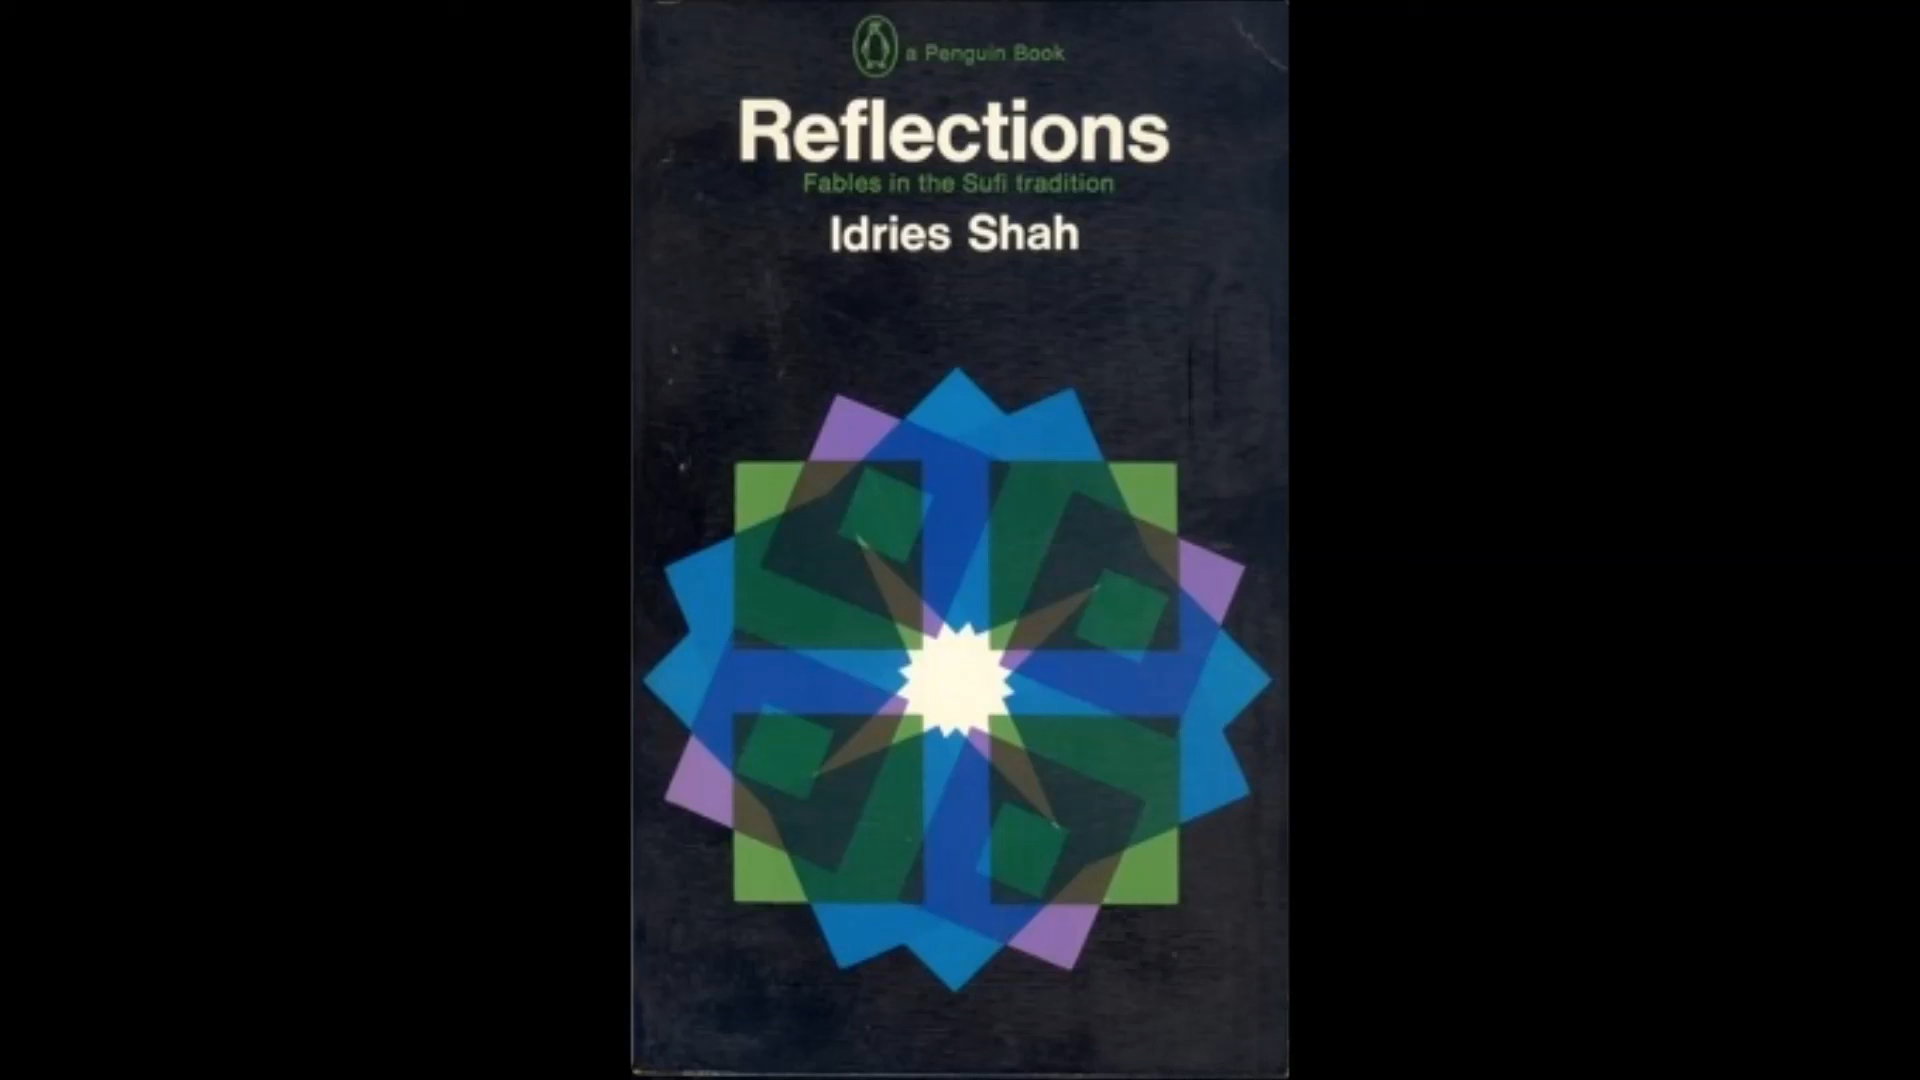 a Penguin Book
Reflections
Fables in the Sufi tradition
Idries Shah